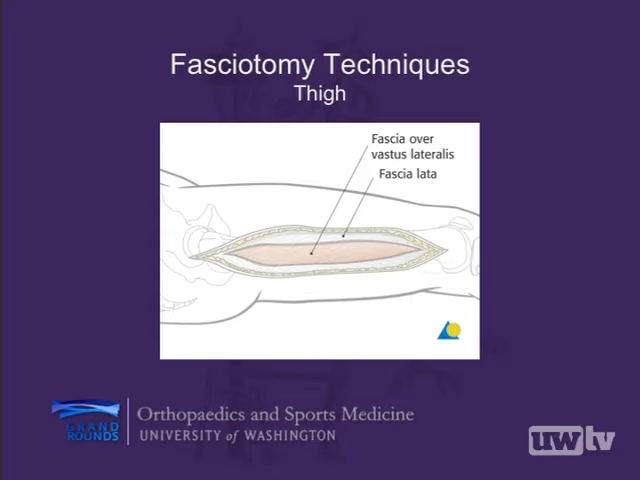 Fasciotomy Techniques
Thigh
Fascia over
vastus lateralis
Fascia lata
GRAND
ROUNDS
Orthopaedics and Sports Medicine
UNIVERSITY of WASHINGTON
uwtv